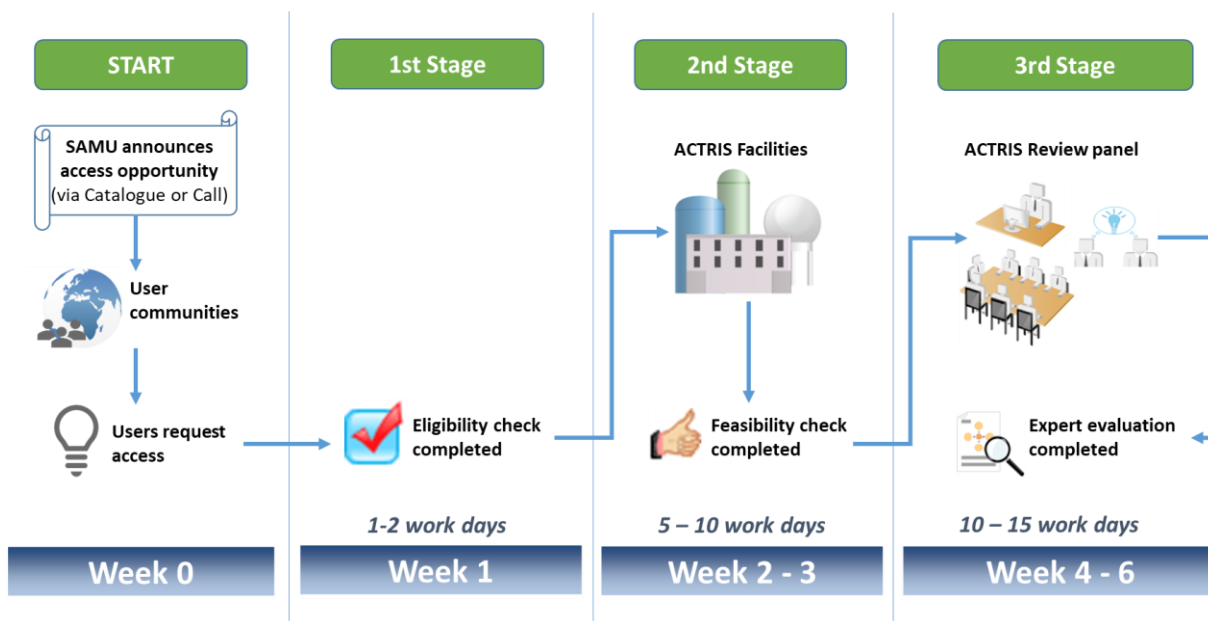 START
SAMU announces
access opportunity
(via Catalogue or Call)
User
communities
Users request
access
Week 0
1st Stage
Eligibility check
completed
1-2 work days
Week 1
2nd Stage
ACTRIS Facilities
Feasibility check
completed
5 – 10 work days
Week 2 - 3
3rd Stage
ACTRIS Review panel
Expert evaluation
completed
10 – 15 work days
Week 4 - 6